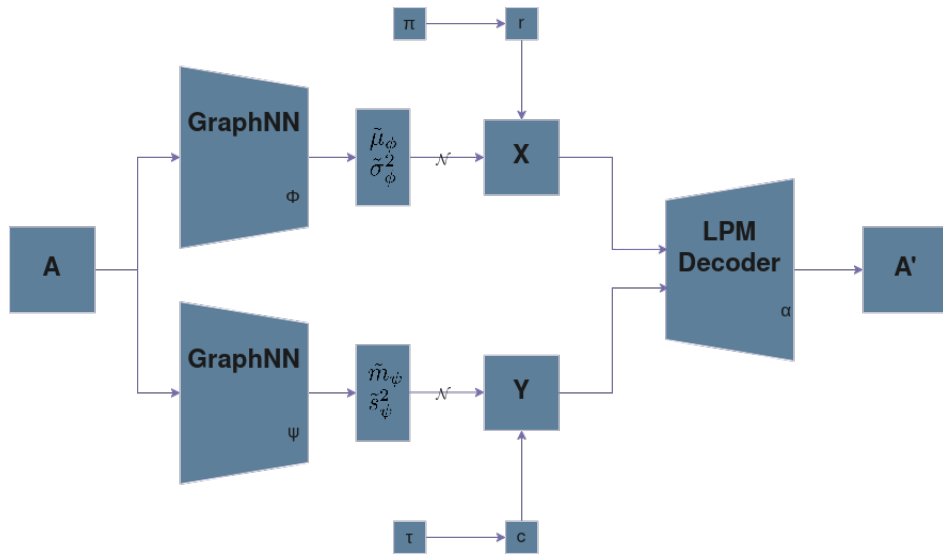 π
r
GraphNN
Φ
μ̃_ϕ
σ̃²_ϕ
𝒩
X
A
LPM
Decoder
α
A'
GraphNN
Ψ
m̃_ψ
s̃²_ψ
𝒩
Y
τ
c